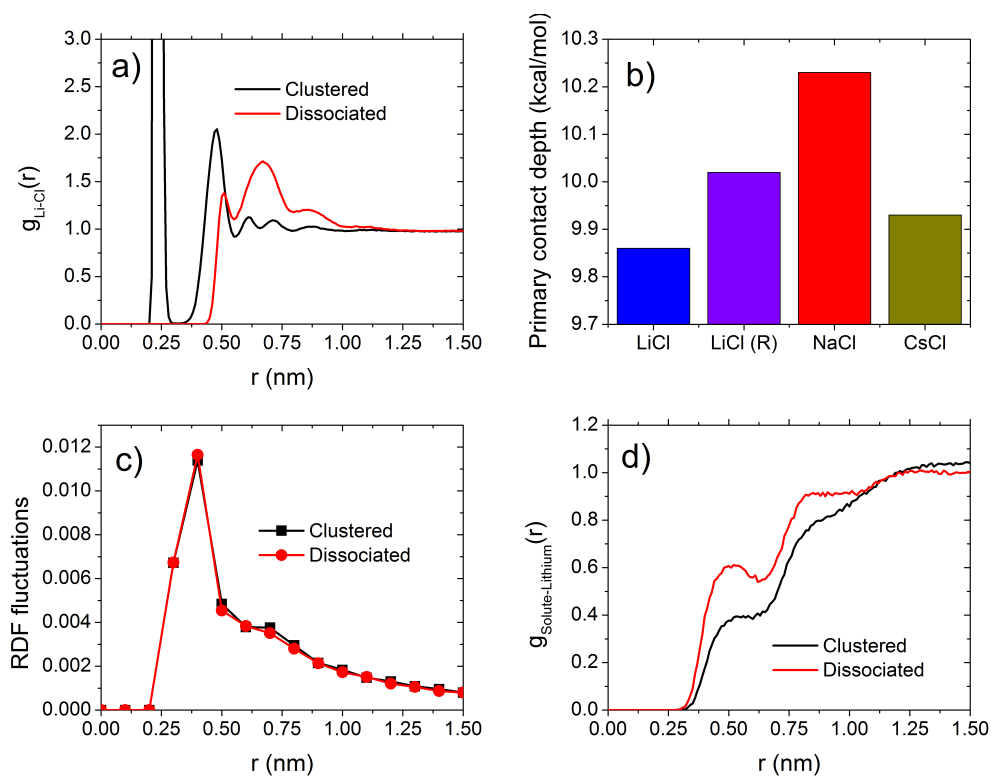 a)
Clustered
Dissociated
g_Li-Cl(r)
3.0
2.5
2.0
1.5
1.0
0.5
0.0
0.00 0.25 0.50 0.75 1.00 1.25 1.50
r (nm)
b)
Primary contact depth (kcal/mol)
10.3
10.2
10.1
10.0
9.9
9.8
9.7
LiCl LiCl (R) NaCl CsCl
c)
Clustered
Dissociated
RDF fluctuations
0.012
0.010
0.008
0.006
0.004
0.002
0.000
0.00 0.25 0.50 0.75 1.00 1.25 1.50
r (nm)
d)
Clustered
Dissociated
g_Solute-Lithium(r)
1.2
1.0
0.8
0.6
0.4
0.2
0.0
0.00 0.25 0.50 0.75 1.00 1.25 1.50
r (nm)